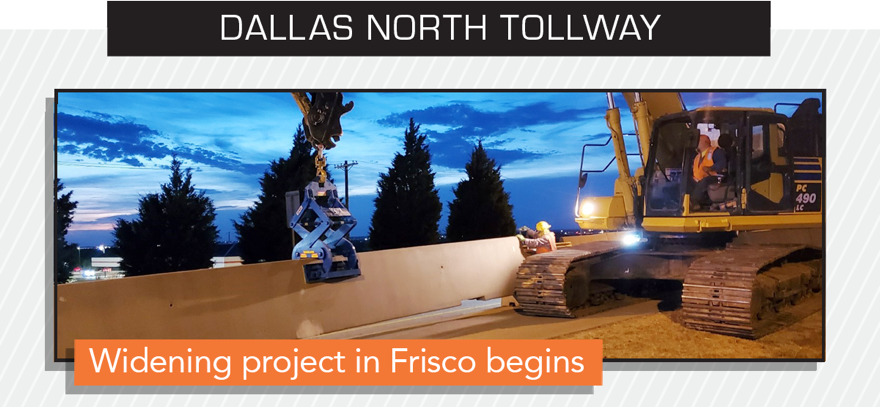 DALLAS NORTH TOLLWAY
PC
490
LC
Widening project in Frisco begins